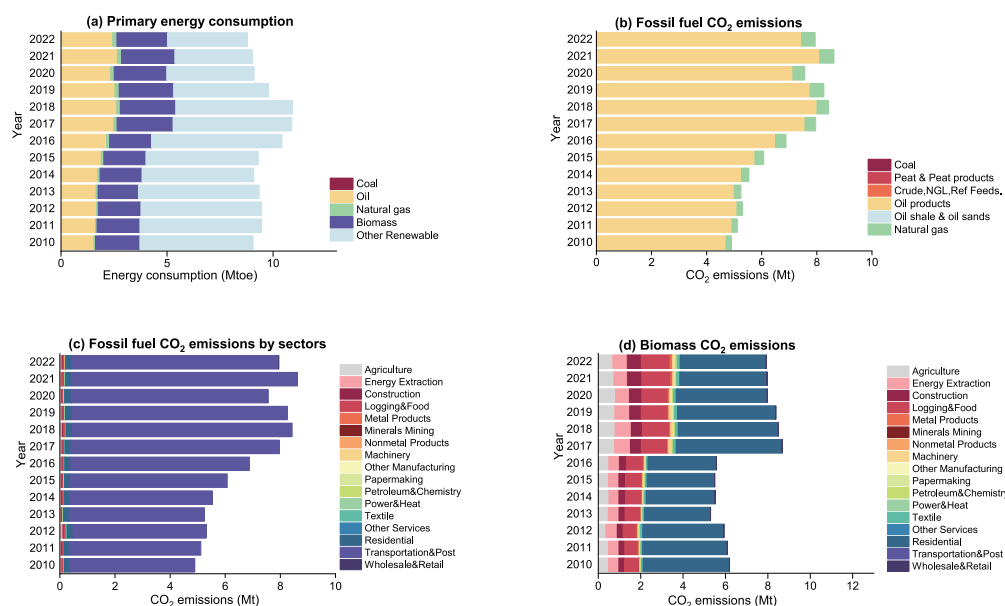 (a) Primary energy consumption
2022
2021
2020
2019
2018
2017
2016
2015
2014
2013
2012
2011
2010
Year
0 5 10
Energy consumption (Mtoe)
Coal
Oil
Natural gas
Biomass
Other Renewable
(b) Fossil fuel CO₂ emissions
2022
2021
2020
2019
2018
2017
2016
2015
2014
2013
2012
2011
2010
Year
0 2 4 6 8 10
CO₂ emissions (Mt)
Coal
Peat & Peat products
Crude,NGL,Ref Feeds.
Oil products
Oil shale & oil sands
Natural gas
(c) Fossil fuel CO₂ emissions by sectors
2022
2021
2020
2019
2018
2017
2016
2015
2014
2013
2012
2011
2010
Year
0 2 4 6 8 10
CO₂ emissions (Mt)
Agriculture
Energy Extraction
Construction
Logging&Food
Metal Products
Minerals Mining
Nonmetal Products
Machinery
Other Manufacturing
Papermaking
Petroleum&Chemistry
Power&Heat
Textile
Other Services
Residential
Transportation&Post
Wholesale&Retail
(d) Biomass CO₂ emissions
2022
2021
2020
2019
2018
2017
2016
2015
2014
2013
2012
2011
2010
Year
0 2 4 6 8 10 12
CO₂ emissions (Mt)
Agriculture
Energy Extraction
Construction
Logging&Food
Metal Products
Minerals Mining
Nonmetal Products
Machinery
Other Manufacturing
Papermaking
Petroleum&Chemistry
Power&Heat
Textile
Other Services
Residential
Transportation&Post
Wholesale&Retail